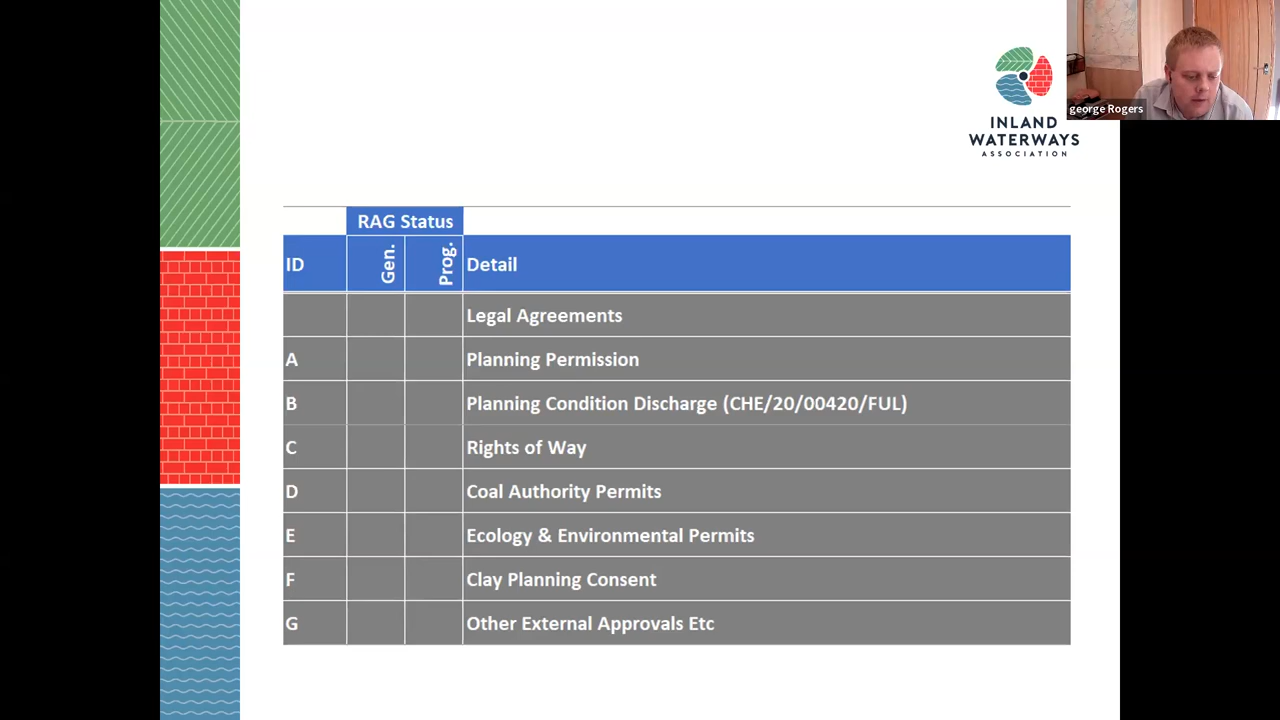 george Rogers
INLAND
WATERWAYS
ASSOCIATION
RAG Status
ID Gen. Prog. Detail
Legal Agreements
A Planning Permission
B Planning Condition Discharge (CHE/20/00420/FUL)
C Rights of Way
D Coal Authority Permits
E Ecology & Environmental Permits
F Clay Planning Consent
G Other External Approvals Etc